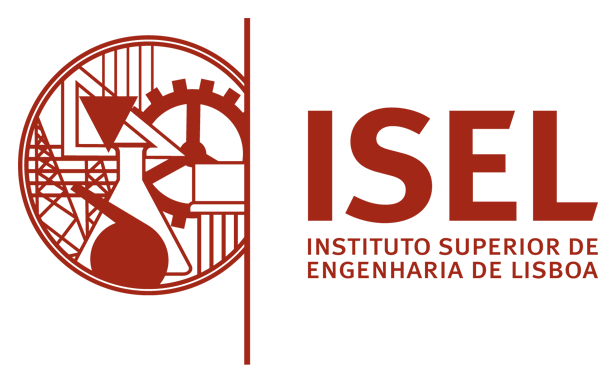 ISEL
INSTITUTO SUPERIOR DE
ENGENHARIA DE LISBOA